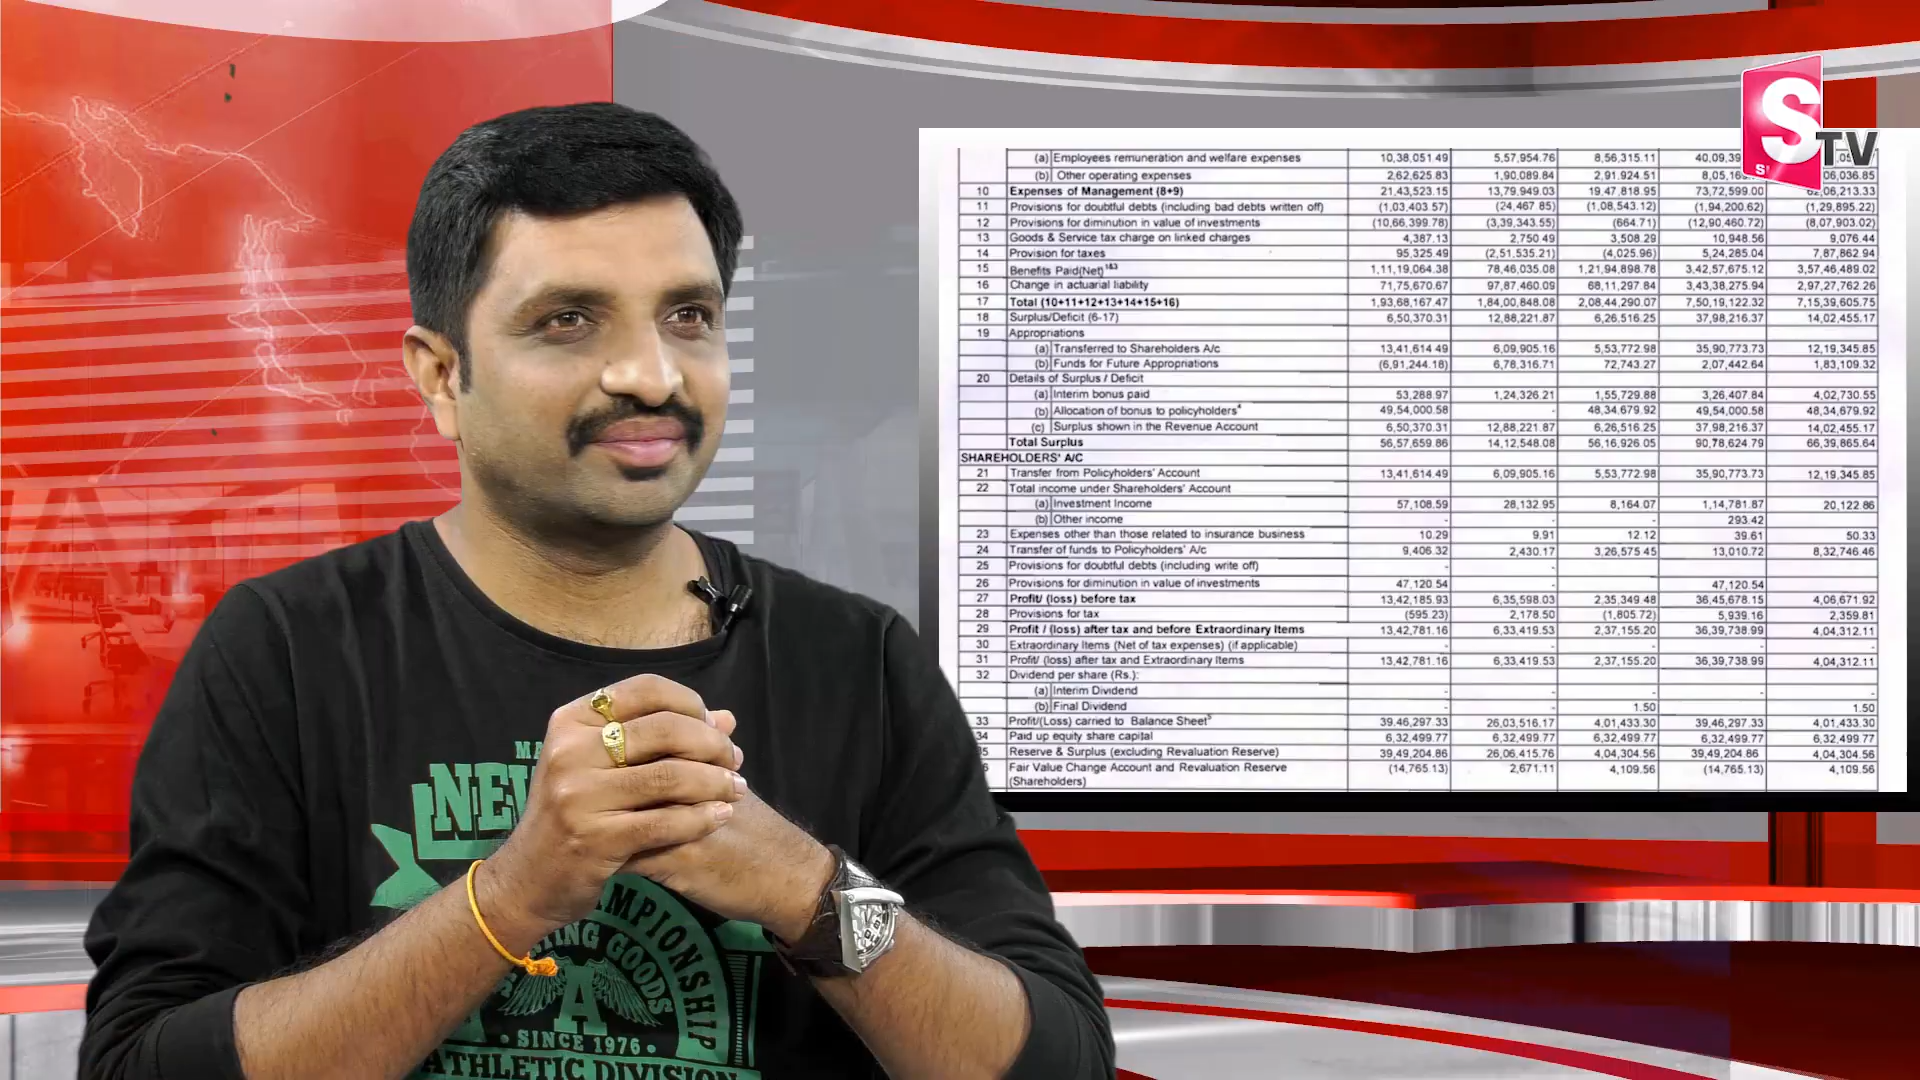 S TV
(a) Employees remuneration and welfare expenses 10,38,051.49 5,57,954.76 8,56,315.11
(b) Other operating expenses 2,62,625.83 1,90,089.84 2,91,924.51
10 Expenses of Management (8+9) 21,43,523.15 13,79,949.03 19,47,818.95 73,72,599.00
11 Provisions for doubtful debts (including bad debts written off) (1,03,403.57) (24,467.85) (1,08,543.12) (1,94,200.62) (1,29,895.22)
12 Provisions for diminution in value of investments (10,66,399.78) (3,39,343.55) (664.71) (12,90,460.72) (8,07,903.02)
13 Goods & Service tax charge on linked charges 4,387.13 2,750.49 3,508.29 10,948.56 9,076.44
14 Provision for taxes 95,325.49 (2,51,535.21) (4,025.96) 5,24,285.04 7,87,862.94
15 Benefits Paid(Net)1&3 1,11,19,064.38 78,46,035.08 1,21,94,898.78 3,42,57,675.12 3,57,46,489.02
16 Change in actuarial liability 71,75,670.67 97,87,460.09 68,11,297.84 3,43,38,275.94 2,97,27,762.26
17 Total (10+11+12+13+14+15+16) 1,93,68,167.47 1,84,00,848.08 2,08,44,290.07 7,50,19,122.32 7,15,39,605.75
18 Surplus/Deficit (6-17) 6,50,370.31 12,88,221.87 6,26,516.25 37,98,216.37 14,02,455.17
19 Appropriations
(a) Transferred to Shareholders A/c 13,41,614.49 6,09,905.16 5,53,772.98 35,90,773.73 12,19,345.85
(b) Funds for Future Appropriations (6,91,244.18) 6,78,316.71 72,743.27 2,07,442.64 1,83,109.32
20 Details of Surplus / Deficit
(a) Interim bonus paid 53,288.97 1,24,326.21 1,55,729.88 3,26,407.84 4,02,730.55
(b) Allocation of bonus to policyholders4 49,54,000.58 - 48,34,679.92 49,54,000.58 48,34,679.92
(c) Surplus shown in the Revenue Account 6,50,370.31 12,88,221.87 6,26,516.25 37,98,216.37 14,02,455.17
Total Surplus 56,57,659.86 14,12,548.08 56,16,926.05 90,78,624.79 66,39,865.64
SHAREHOLDERS' A/C
21 Transfer from Policyholders' Account 13,41,614.49 6,09,905.16 5,53,772.98 35,90,773.73 12,19,345.85
22 Total income under Shareholders' Account
(a) Investment Income 57,108.59 28,132.95 8,164.07 1,14,781.87 20,122.86
(b) Other income - - - 293.42 -
23 Expenses other than those related to insurance business 10.29 9.91 12.12 39.61 50.33
24 Transfer of funds to Policyholders' A/c 9,406.32 2,430.17 3,26,575.45 13,010.72 8,32,746.46
25 Provisions for doubtful debts (including write off) - - - - -
26 Provisions for diminution in value of investments 47,120.54 - 47,120.54
27 Profit/ (loss) before tax 13,42,185.93 6,35,598.03 2,35,349.48 36,45,678.15 4,06,671.92
28 Provisions for tax (595.23) 2,178.50 (1,805.72) 5,939.16 2,359.81
29 Profit / (loss) after tax and before Extraordinary Items 13,42,781.16 6,33,419.53 2,37,155.20 36,39,738.99 4,04,312.11
30 Extraordinary Items (Net of tax expenses) (if applicable) - - - - -
31 Profit/ (loss) after tax and Extraordinary Items 13,42,781.16 6,33,419.53 2,37,155.20 36,39,738.99 4,04,312.11
32 Dividend per share (Rs.):
(a) Interim Dividend - - - - -
(b) Final Dividend - - 1.50 - 1.50
33 Profit/(Loss) carried to Balance Sheet5 39,46,297.33 26,03,516.17 4,01,433.30 39,46,297.33 4,01,433.30
34 Paid up equity share capital 6,32,499.77 6,32,499.77 6,32,499.77 6,32,499.77 6,32,499.77
Reserve & Surplus (excluding Revaluation Reserve) 39,49,204.86 26,06,415.76 4,04,304.56 39,49,204.86 4,04,304.56
Fair Value Change Account and Revaluation Reserve (14,765.13) 2,671.11 4,109.56 (14,765.13) 4,109.56
(Shareholders)
SINCE 1976
ATHLETIC DIVISION